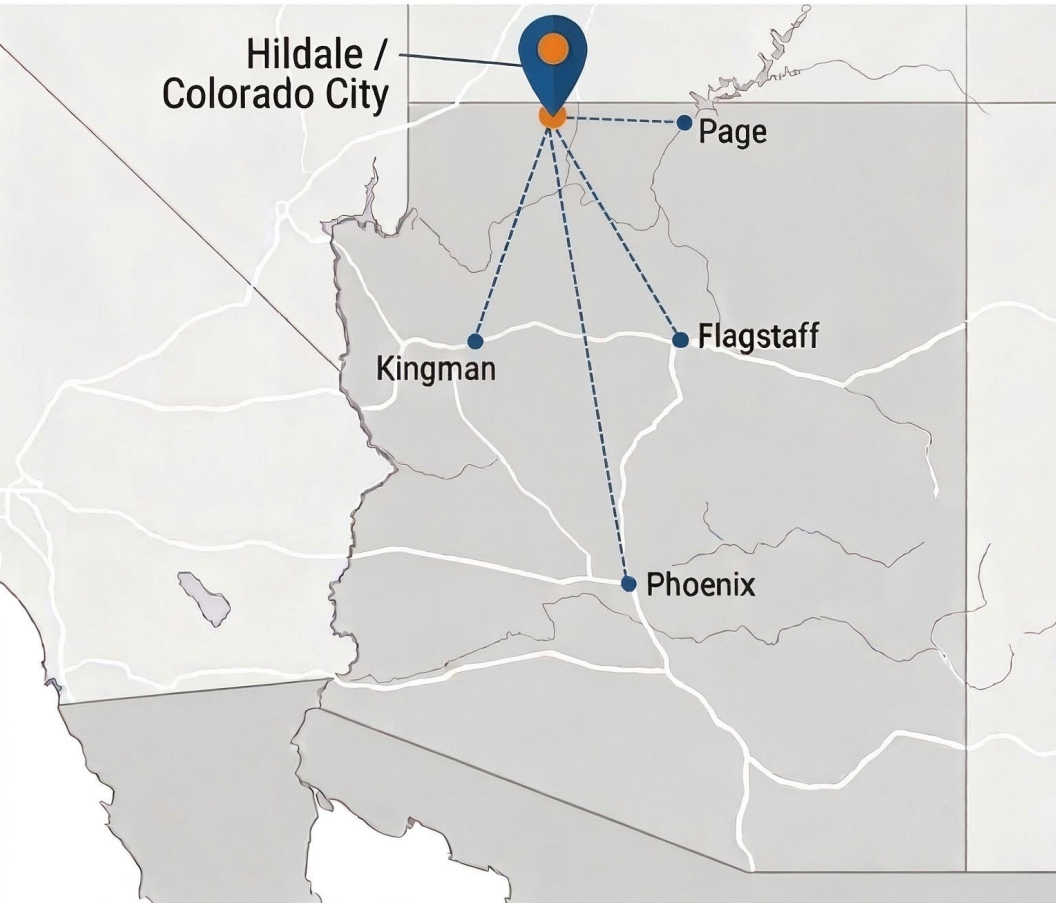 Hildale /
Colorado City
Page
Flagstaff
Kingman
Phoenix